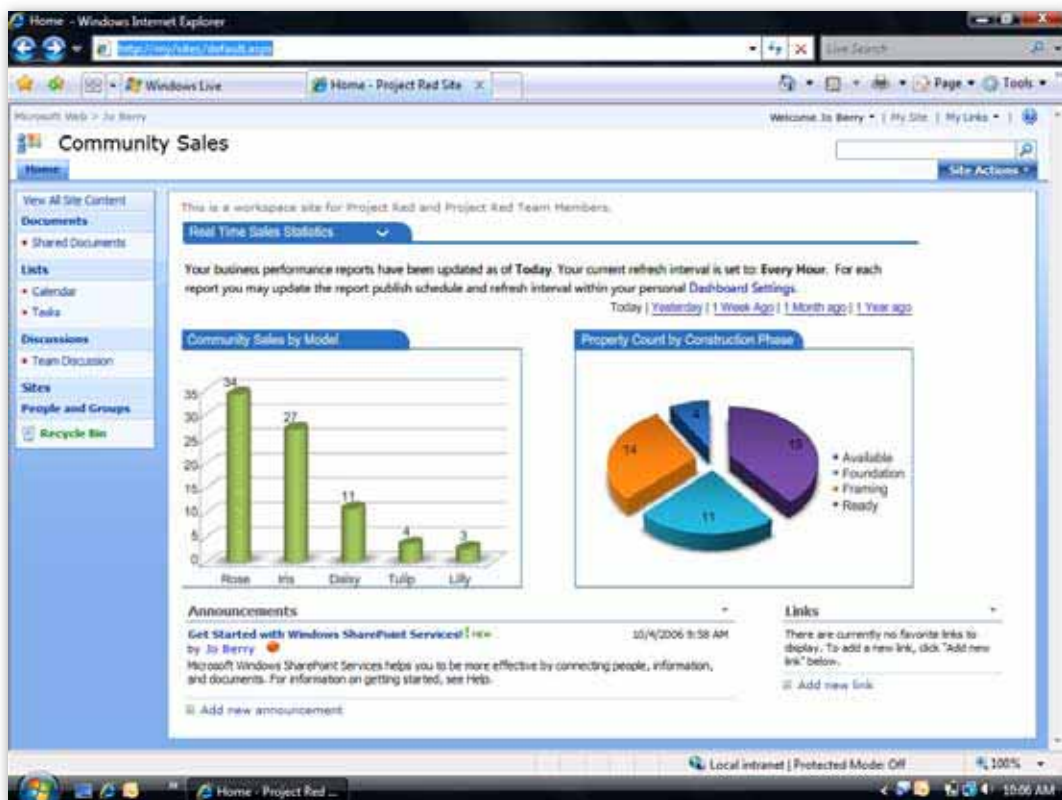 Home - Windows Internet Explorer
http://my/sites/default.aspx
Live Search
Windows Live
Home - Project Red Site
Page
Tools
Microsoft Web > Jo Berry
Welcome Jo Berry
My Site
My Links
Community Sales
Home
Site Actions
View All Site Content
Documents
Shared Documents
Lists
Calendar
Tasks
Discussions
Team Discussion
Sites
People and Groups
Recycle Bin
This is a workspace site for Project Red and Project Red Team Members.
Real Time Sales Statistics
Your business performance reports have been updated as of Today. Your current refresh interval is set to: Every Hour. For each
report you may update the report publish schedule and refresh interval within your personal Dashboard Settings.
Today | Yesterday | 1 Week Ago | 1 Month ago | 1 Year ago
Community Sales by Model
35
30
25
20
15
10
5
0
34
27
11
4
3
Rose Iris Daisy Tulip Lilly
Property Count by Construction Phase
4
14
11
Available
Foundation
Framing
Ready
Announcements
Get Started with Windows SharePoint Services! NEW
10/4/2006 9:58 AM
by Jo Berry
Microsoft Windows SharePoint Services helps you to be more effective by connecting people, information,
and documents. For information on getting started, see Help.
Add new announcement
Links
There are currently no favorite links to
display. To add a new link, click "Add new
link" below.
Add new link
Local intranet | Protected Mode: Off
100%
Home - Project Red ...
10:06 AM